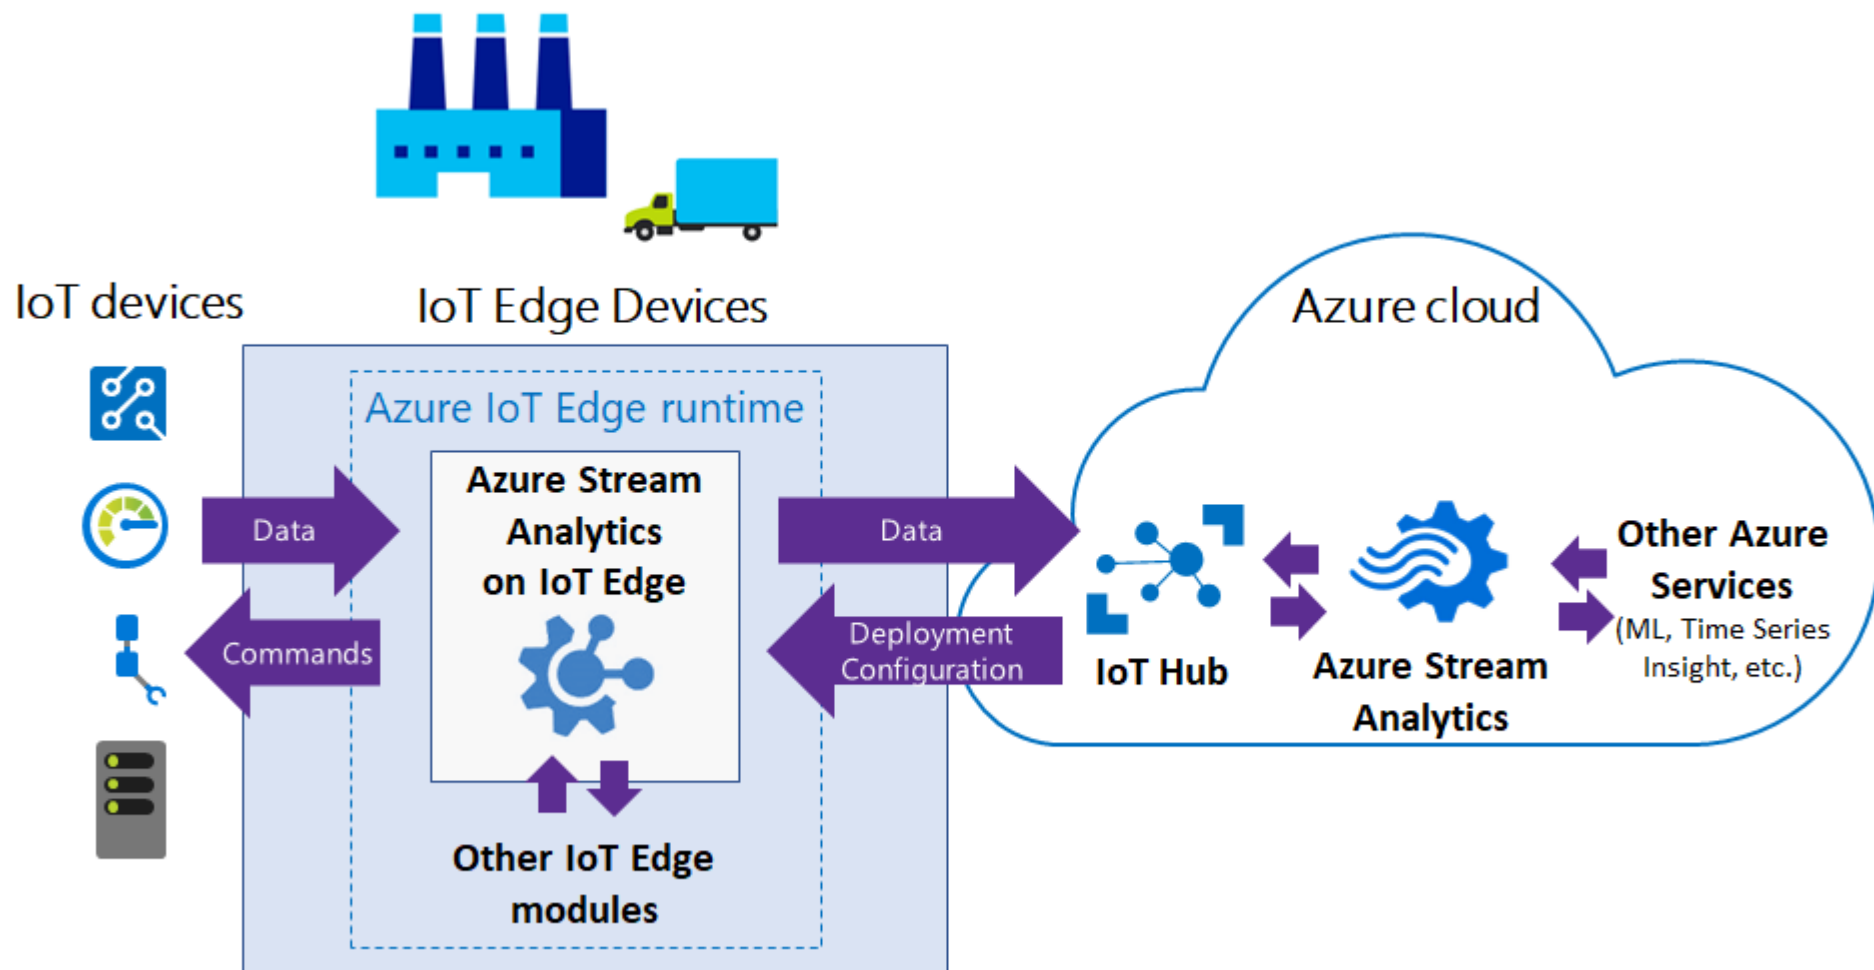 IoT devices
IoT Edge Devices
Azure cloud
Azure IoT Edge runtime
Azure Stream
Analytics
on IoT Edge
Data
Commands
Other IoT Edge
modules
Data
Deployment
Configuration
IoT Hub
Azure Stream
Analytics
Other Azure
Services
(ML, Time Series
Insight, etc.)